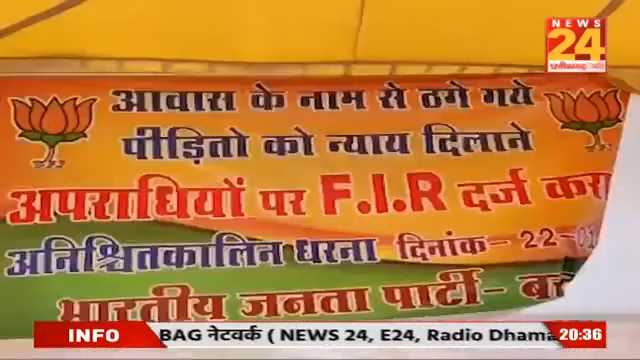 NEWS
24
आवास के नाम से ठगे गये
पीड़ितो को न्याय दिलाने
अपराधियों पर F.I.R दर्ज
अनिश्चितकालिन धरना दिनांक - 22-01
भारतीय जनता पार्टी -
INFO BAG नेटवर्क ( NEWS 24, E24, Radio Dhama 20:36